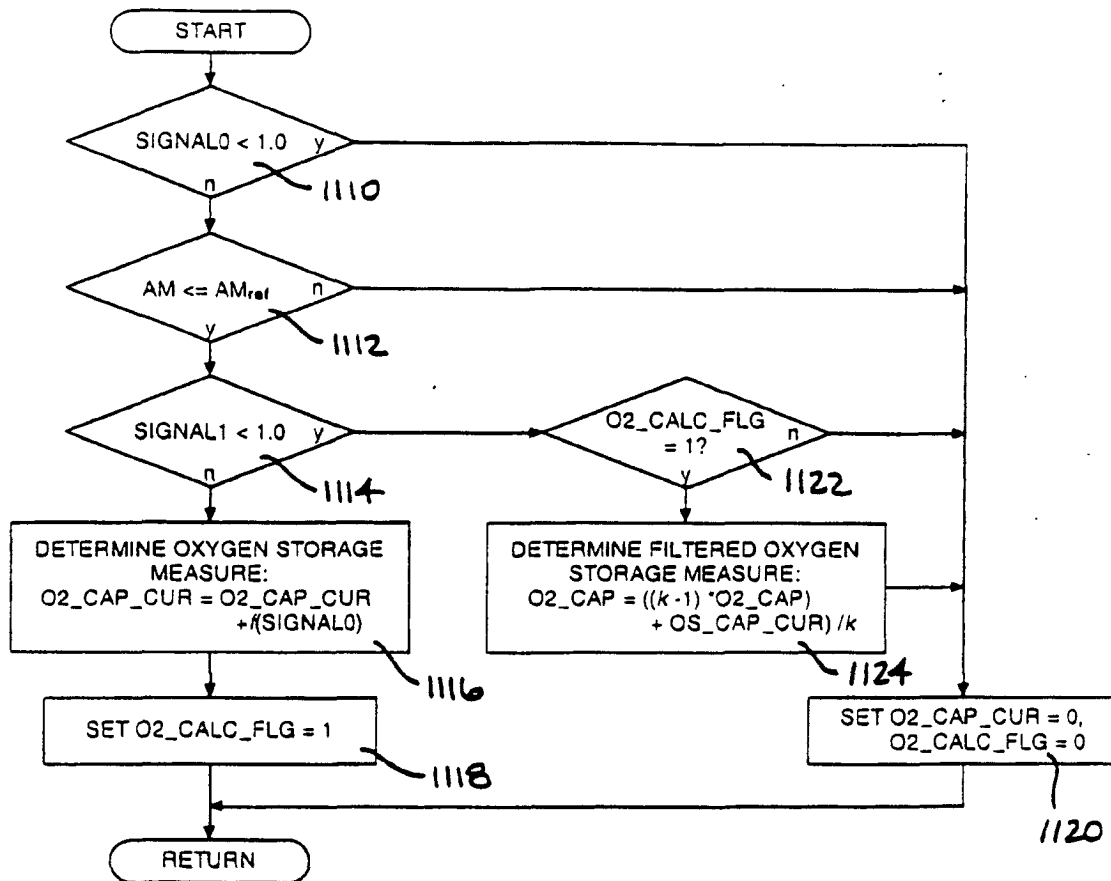 START
SIGNAL0 < 1.0
y
n
1110
AM <= AMref
n
y
1112
SIGNAL1 < 1.0
y
n
1114
O2_CALC_FLG
= 1?
n
y
1122
DETERMINE OXYGEN STORAGE
MEASURE:
O2_CAP_CUR = O2_CAP_CUR
+f(SIGNAL0)
1116
DETERMINE FILTERED OXYGEN
STORAGE MEASURE:
O2_CAP = ((k -1) *O2_CAP)
+ OS_CAP_CUR) /k
1124
SET O2_CALC_FLG = 1
1118
SET O2_CAP_CUR = 0,
O2_CALC_FLG = 0
1120
RETURN